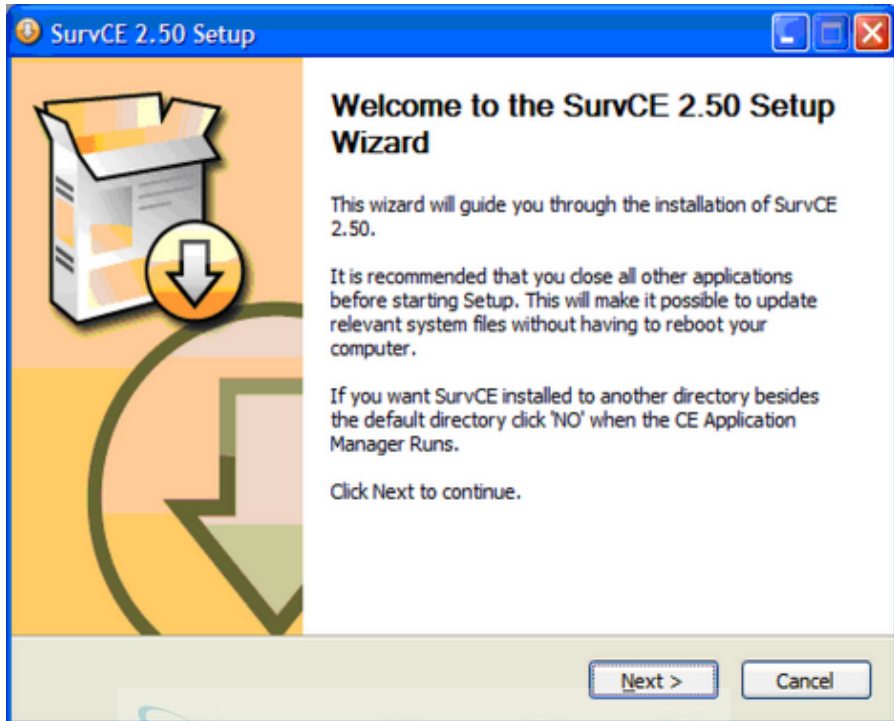 SurvCE 2.50 Setup
Welcome to the SurvCE 2.50 Setup
Wizard
This wizard will guide you through the installation of SurvCE
2.50.
It is recommended that you close all other applications
before starting Setup. This will make it possible to update
relevant system files without having to reboot your
computer.
If you want SurvCE installed to another directory besides
the default directory click 'NO' when the CE Application
Manager Runs.
Click Next to continue.
Next >
Cancel